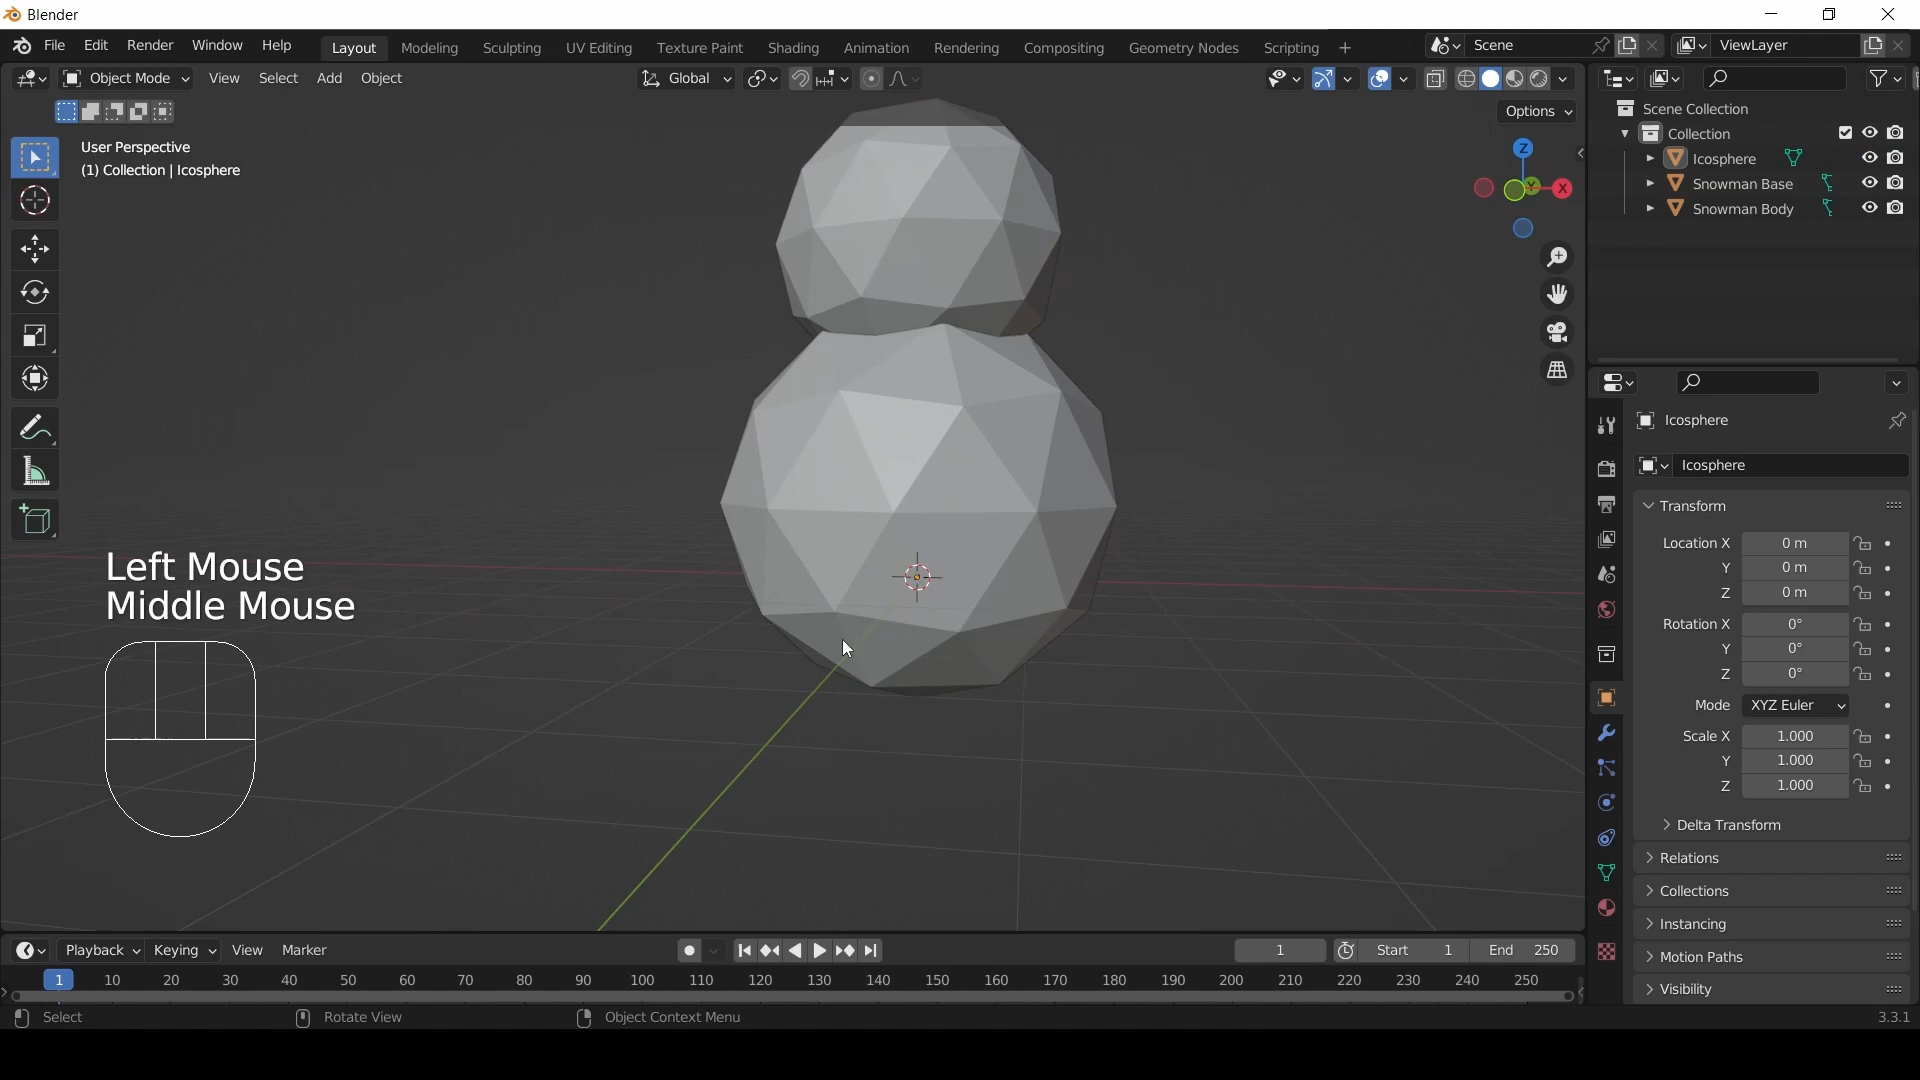 Blender
File Edit Render Window Help Layout Modeling Sculpting UV Editing Texture Paint Shading Animation Rendering Compositing Geometry Nodes Scripting + Scene ViewLayer
Object Mode View Select Add Object Global
Options
User Perspective
(1) Collection | Icosphere
Z
Y
X
Scene Collection
Collection
Icosphere
Snowman Base
Snowman Body
Icosphere
Icosphere
Transform
Location X 0 m
Y 0 m
Z 0 m
Rotation X 0°
Y 0°
Z 0°
Mode XYZ Euler
Scale X 1.000
Y 1.000
Z 1.000
Delta Transform
Relations
Collections
Instancing
Motion Paths
Visibility
Left Mouse
Middle Mouse
Playback Keying View Marker 1 Start 1 End 250
1 10 20 30 40 50 60 70 80 90 100 110 120 130 140 150 160 170 180 190 200 210 220 230 240 250
Select Rotate View Object Context Menu 3.3.1